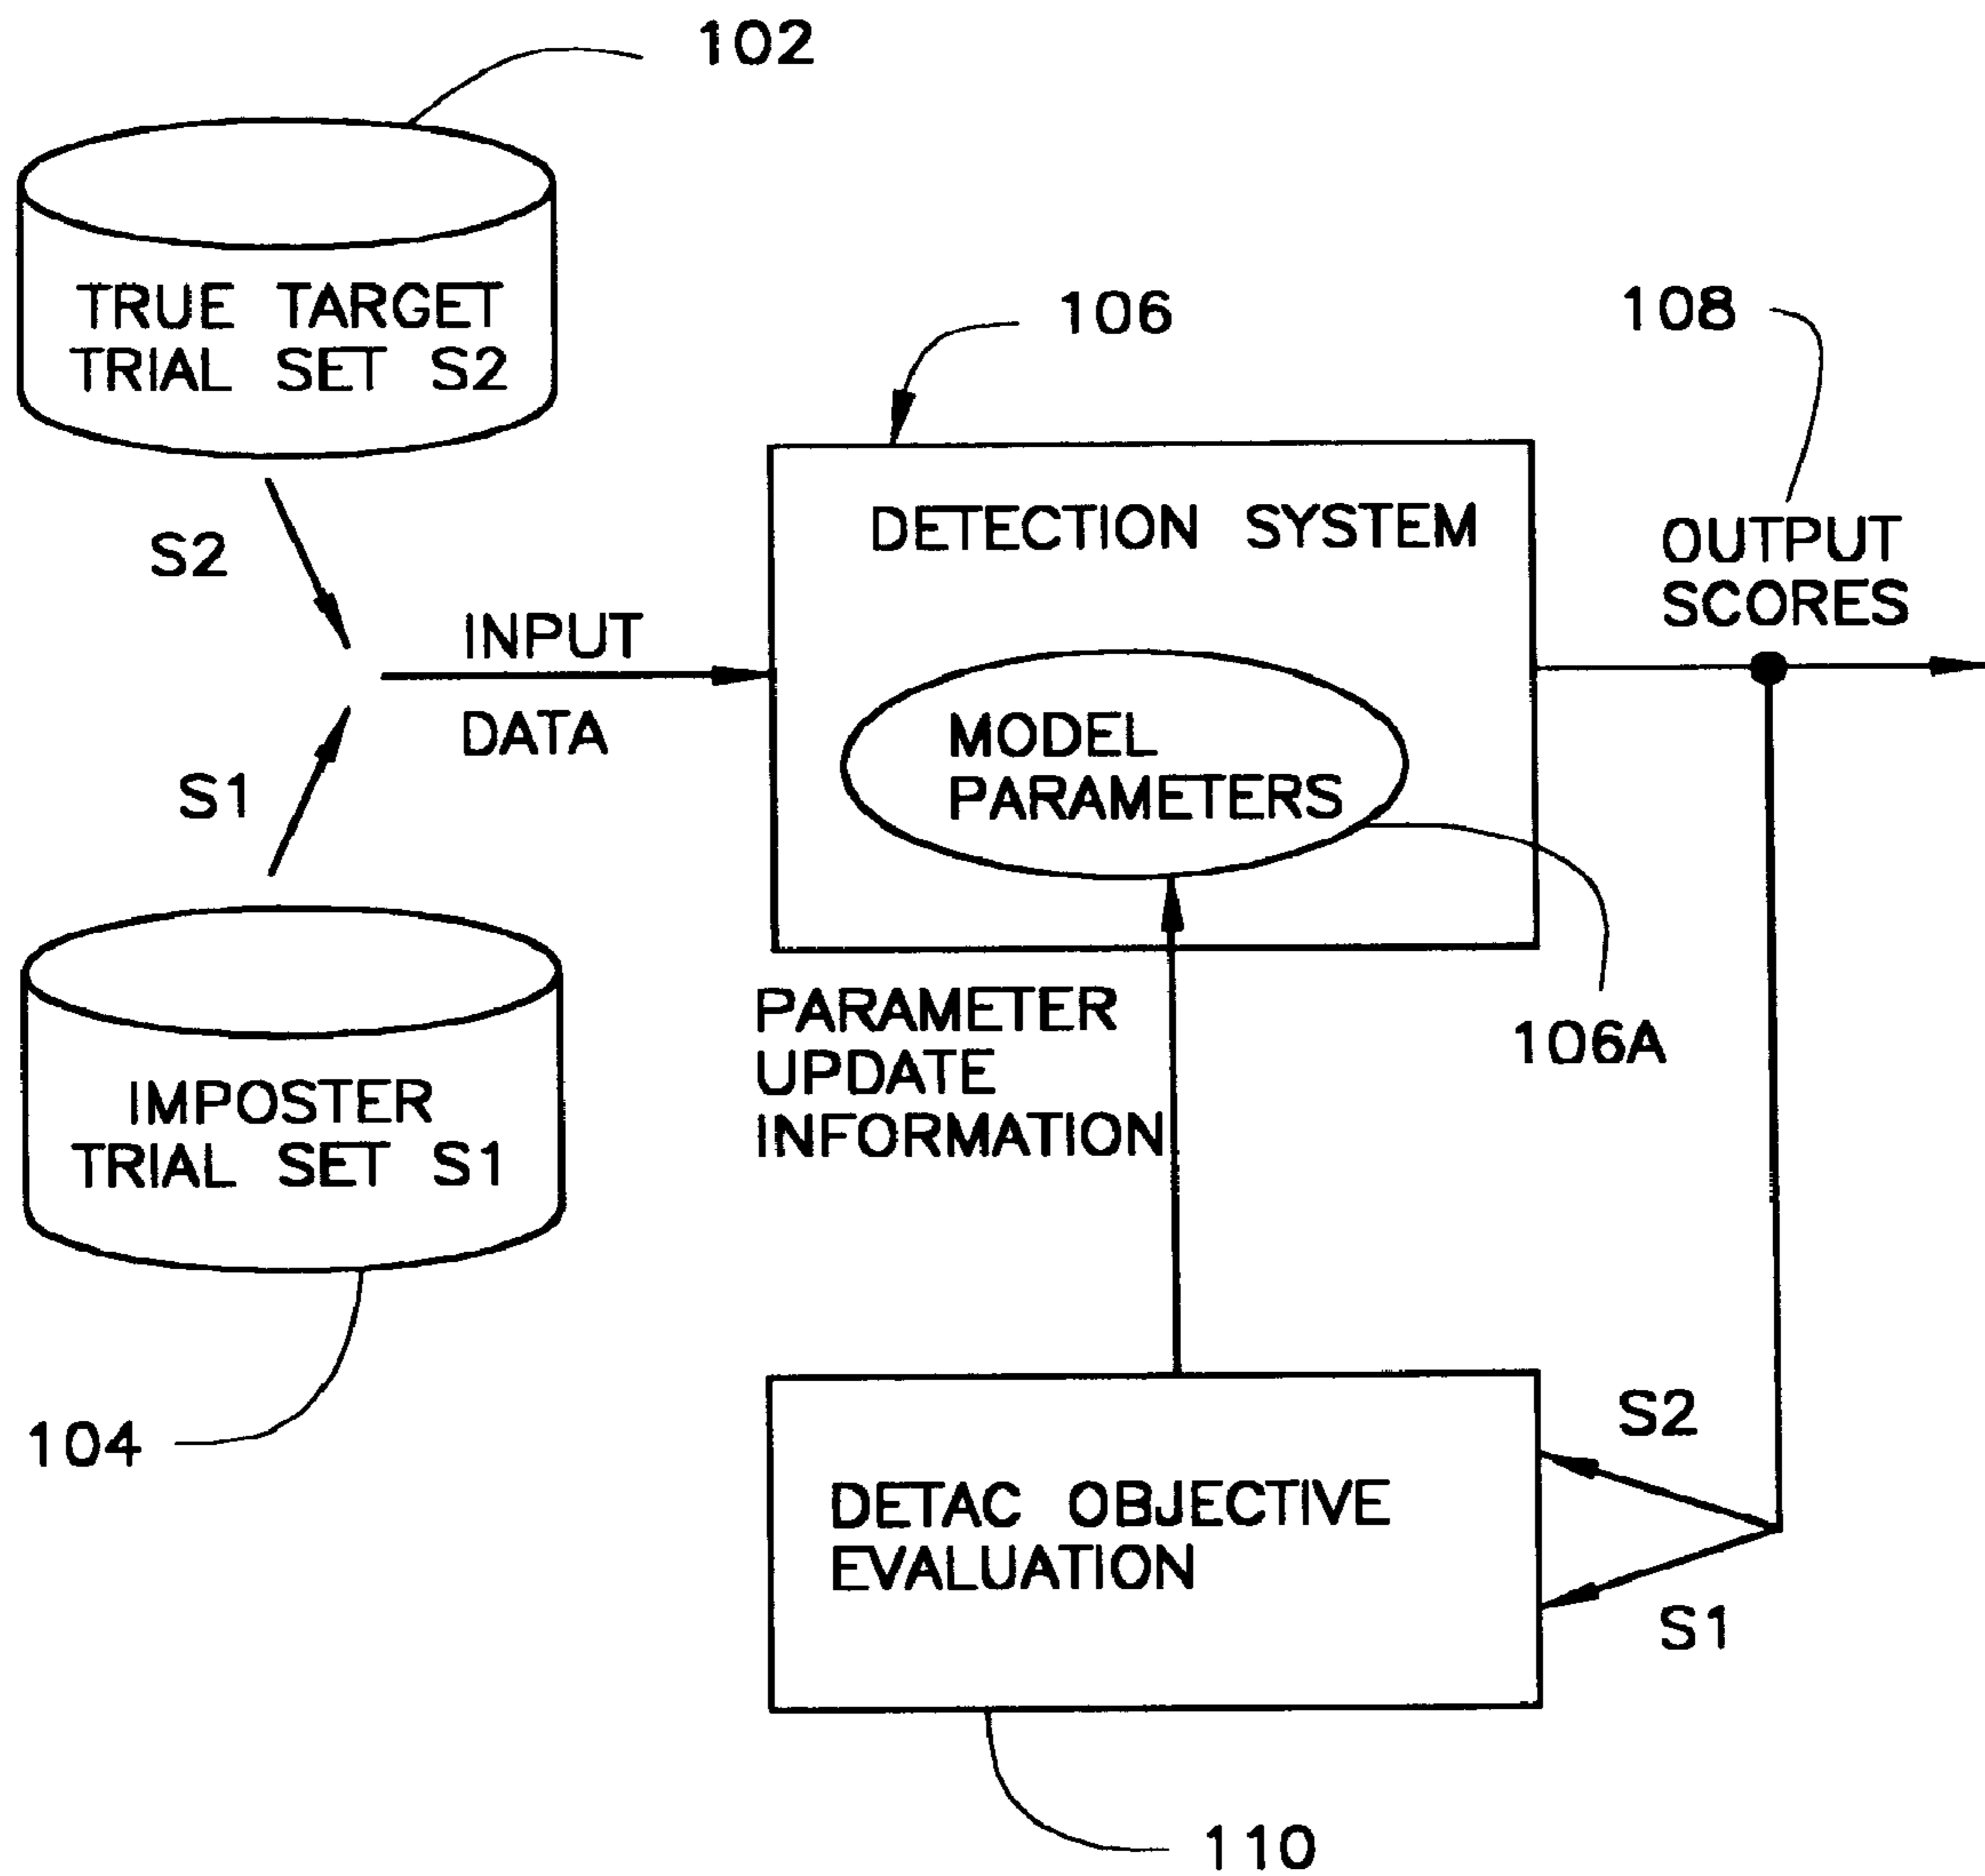 102
TRUE TARGET
TRIAL SET S2
106
108
DETECTION SYSTEM
OUTPUT
SCORES
S2
INPUT
DATA
MODEL
PARAMETERS
S1
PARAMETER
UPDATE
INFORMATION
106A
IMPOSTER
TRIAL SET S1
104
S2
DETAC OBJECTIVE
EVALUATION
S1
110